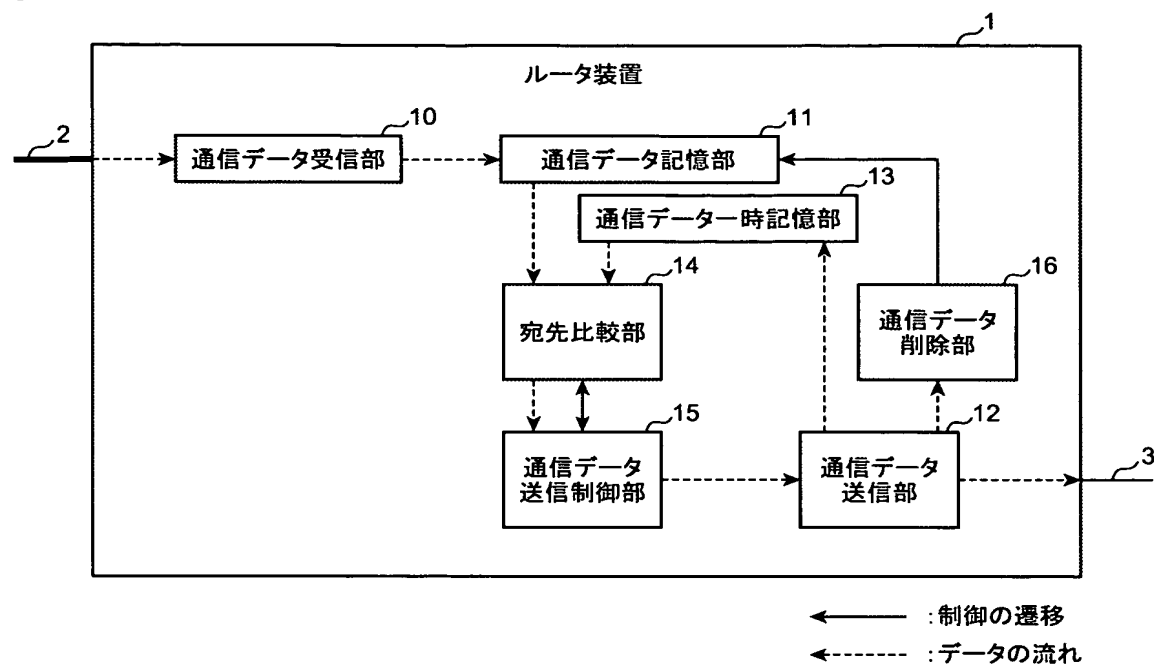 1
ルータ装置
2
10
通信データ受信部
11
通信データ記憶部
13
通信データ一時記憶部
14
宛先比較部
16
通信データ
削除部
15
通信データ
送信制御部
12
通信データ
送信部
3
:制御の遷移
:データの流れ